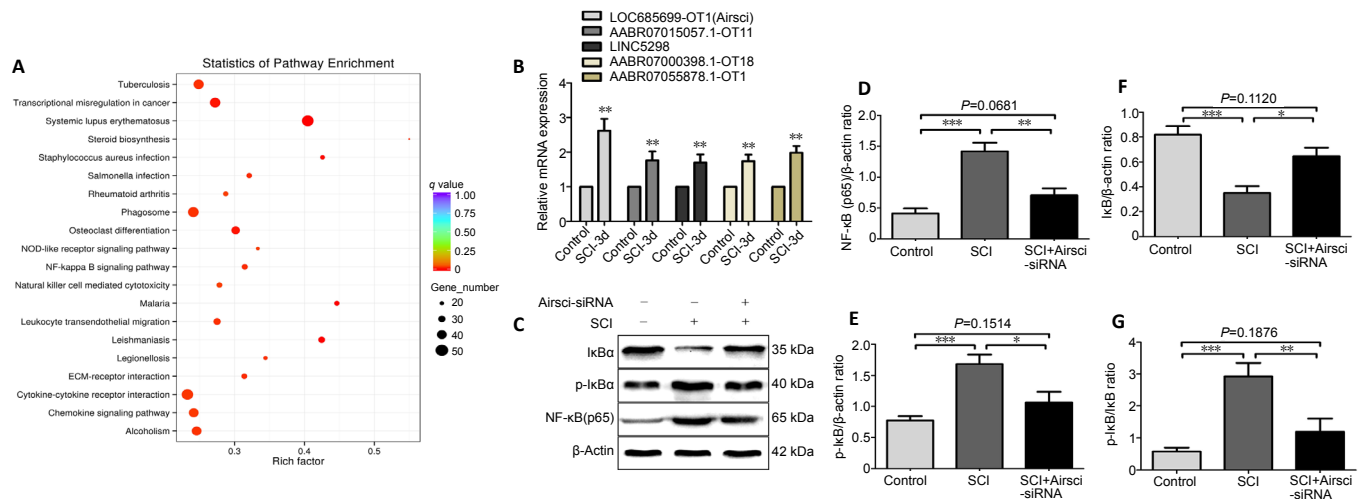 A
Statistics of Pathway Enrichment
Tuberculosis
Transcriptional misregulation in cancer
Systemic lupus erythematosus
Steroid biosynthesis
Staphylococcus aureus infection
Salmonella infection
Rheumatoid arthritis
Phagosome
Osteoclast differentiation
NOD-like receptor signaling pathway
NF-kappa B signaling pathway
Natural killer cell mediated cytotoxicity
Malaria
Leukocyte transendothelial migration
Leishmaniasis
Legionellosis
ECM-receptor interaction
Cytokine-cytokine receptor interaction
Chemokine signaling pathway
Alcoholism
0.3 0.4 0.5
Rich factor
q value
1.00
0.75
0.50
0.25
0
Gene_number
20
30
40
50
B
LOC685699-OT1(Airsci)
AABR07015057.1-OT11
LINC5298
AABR07000398.1-OT18
AABR07055878.1-OT1
Relative mRNA expression
4
3
2
1
0
** ** ** ** **
Control SCI-3d Control SCI-3d Control SCI-3d Control SCI-3d Control SCI-3d
C
Airsci-siRNA – – +
SCI – + +
IκBα 35 kDa
p-IκBα 40 kDa
NF-κB(p65) 65 kDa
β-Actin 42 kDa
D
NF-κB (p65)/β-actin ratio
2.0
1.5
1.0
0.5
0
P=0.0681
*** **
Control SCI SCI+Airsci
-siRNA
E
p-IκB/β-actin ratio
2.0
1.5
1.0
0.5
0
P=0.1514
*** *
Control SCI SCI+Airsci
-siRNA
F
IκB/β-actin ratio
1.0
0.8
0.6
0.4
0.2
0
P=0.1120
*** *
Control SCI SCI+Airsci
-siRNA
G
p-IκB/IκB ratio
4
3
2
1
0
P=0.1876
*** **
Control SCI SCI+Airsci
-siRNA